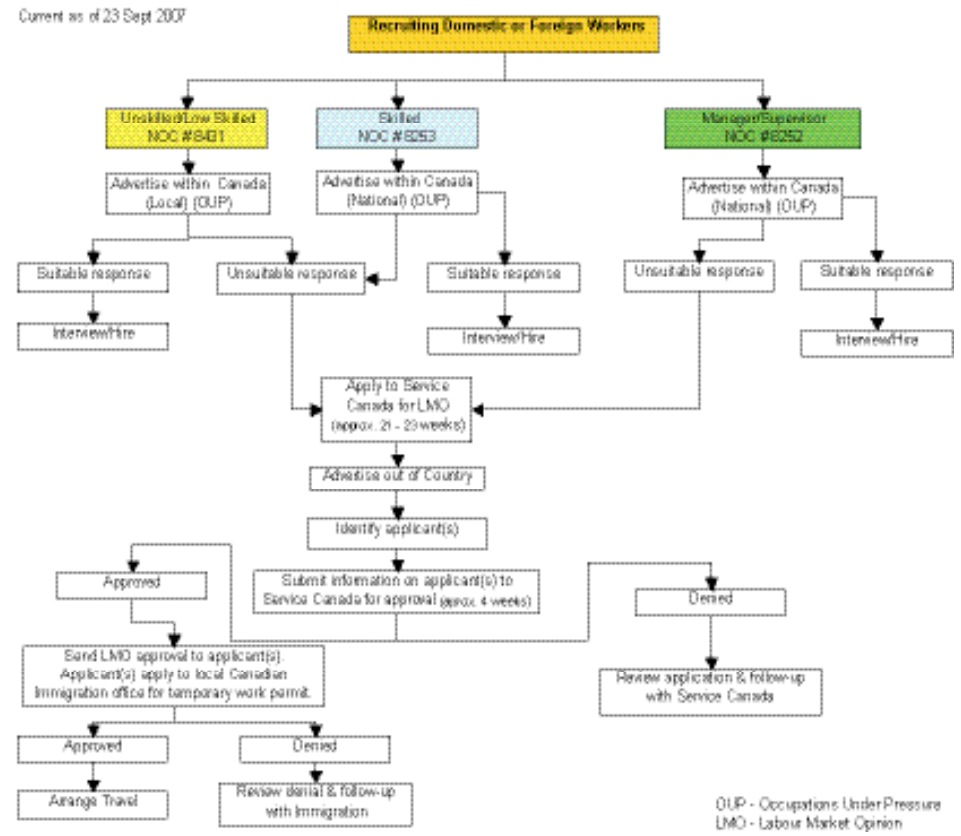 Current as of 23 Sept 2007
Recruiting Domestic or Foreign Workers
Unskilled/Low Skilled
NOC #8431
Skilled
NOC #8253
Manager/Supervisor
NOC #8252
Advertise within Canada
(Local) (OUP)
Advertise within Canada
(National) (OUP)
Advertise within Canada
(National) (OUP)
Suitable response
Unsuitable response
Suitable response
Unsuitable response
Suitable response
Interview/Hire
Interview/Hire
Interview/Hire
Apply to Service
Canada for LMO
(approx. 21 - 23 weeks)
Advertise out of Country
Identify applicant(s)
Approved
Submit information on applicant(s) to
Service Canada for approval (aprox. 4 weeks)
Denied
Send LMO approval to applicant(s).
Applicant(s) apply to local Canadian
Immigration office for temporary work permit.
Review application & follow-up
with Service Canada
Approved
Denied
Arrange Travel
Review denial & follow-up
with Immigration
OUP - Occupations Under Pressure
LMO - Labour Market Opinion